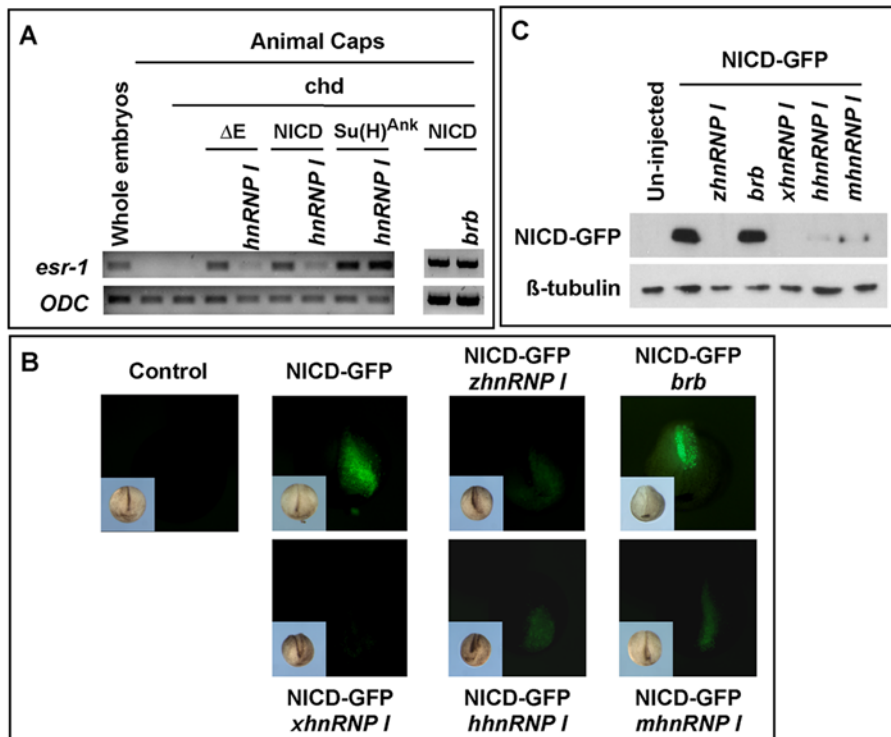 A
Animal Caps
chd
ΔE NICD Su(H)Ank NICD
Whole embryos
hnRNP I
hnRNP I
hnRNP I
brb
esr-1
ODC
C
NICD-GFP
Un-injected
zhnRNP I
brb
xhnRNP I
hhnRNP I
mhnRNP I
NICD-GFP
ß-tubulin
B
Control
NICD-GFP
NICD-GFP
zhnRNP I
NICD-GFP
brb
NICD-GFP
xhnRNP I
NICD-GFP
hhnRNP I
NICD-GFP
mhnRNP I